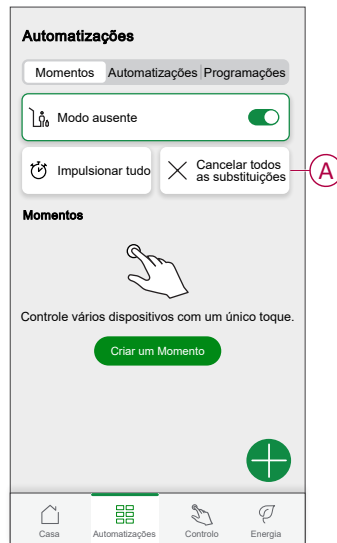 Automatizações
Momentos Automatizações Programações
Modo ausente
Impulsionar tudo
Cancelar todos
as substituições
A
Momentos
Controle vários dispositivos com um único toque.
Criar um Momento
Casa Automatizações Controlo Energia